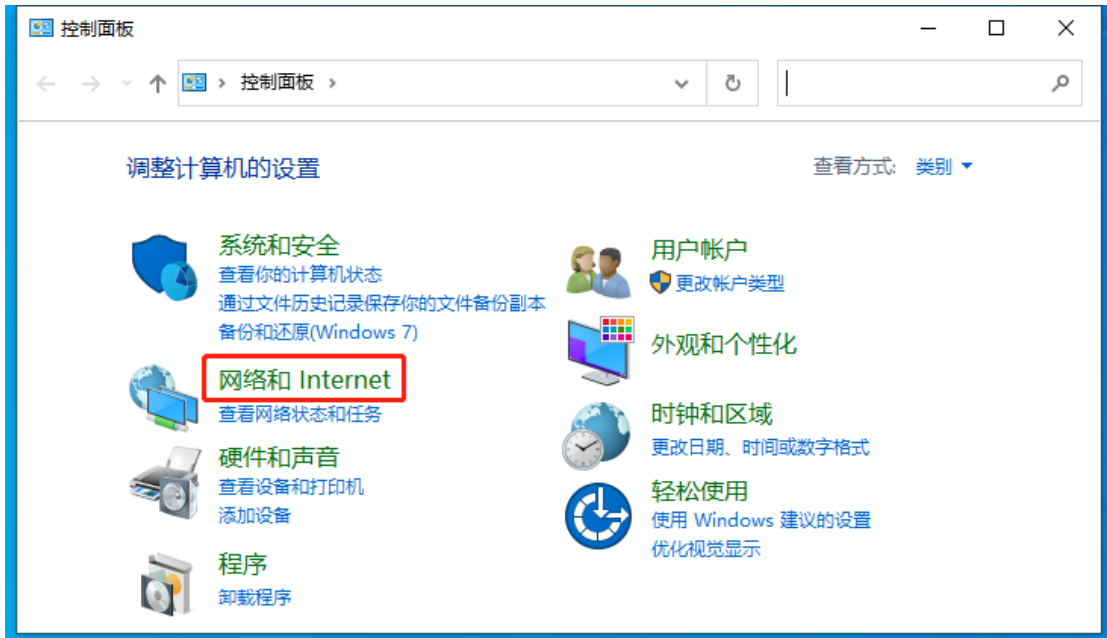 控制面板
控制面板
调整计算机的设置
查看方式: 类别
系统和安全
查看你的计算机状态
通过文件历史记录保存你的文件备份副本
备份和还原(Windows 7)
网络和 Internet
查看网络状态和任务
硬件和声音
查看设备和打印机
添加设备
程序
卸载程序
用户帐户
更改帐户类型
外观和个性化
时钟和区域
更改日期、时间或数字格式
轻松使用
使用 Windows 建议的设置
优化视觉显示